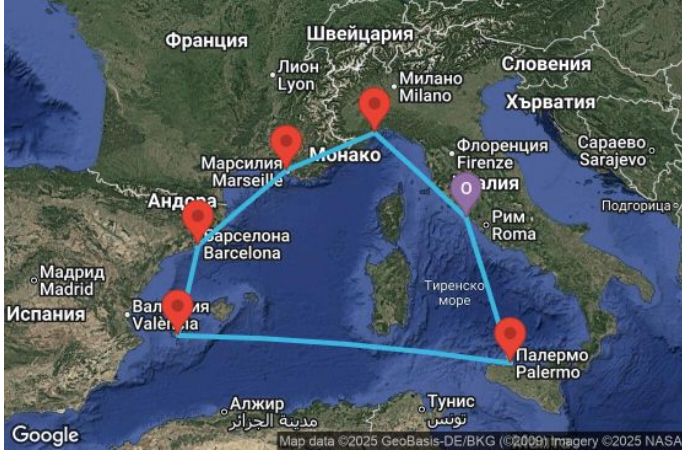 Франция
Швейцария
Словения
Лион
Lyon
Милано
Milano
Хърватия
Марсилия
Marseille
Монако
Флоренция
Firenze
Сараево
Sarajevo
Андора
O
Подгорица
Рим
Roma
Барселона
Barcelona
Мадрид
Madrid
Испания
València
Тиренско
море
Палермо
Palermo
Алжир
مدينة الجزائر
Тунис
تونس
Google
Map data ©2025 GeoBasis-DE/BKG (©2009) Imagery ©2025 NASA